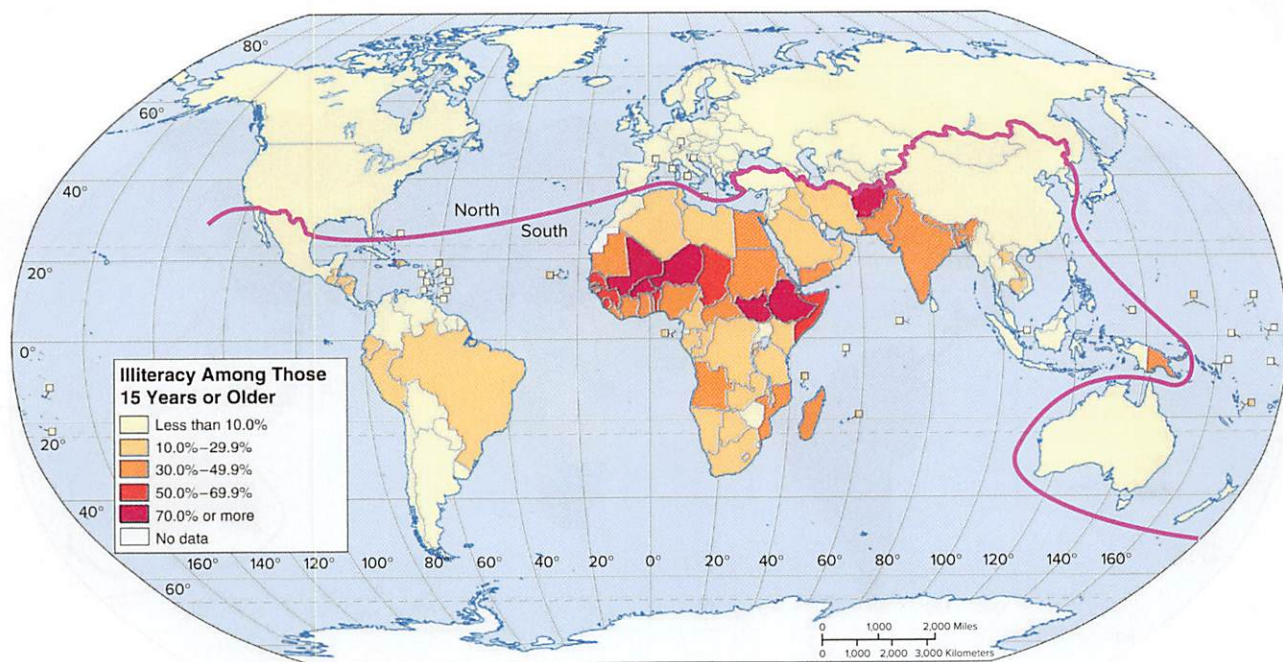 80°
60°
40°
North
South
20°
0°
Illiteracy Among Those
15 Years or Older
Less than 10.0%
10.0%–29.9%
30.0%–49.9%
50.0%–69.9%
70.0% or more
No data
20°
40°
160° 140° 120° 100° 80° 60° 40° 20° 0° 20° 40° 60° 80° 100° 120° 140° 160°
60°
0 1,000 2,000 Miles
0 1,000 2,000 3,000 Kilometers